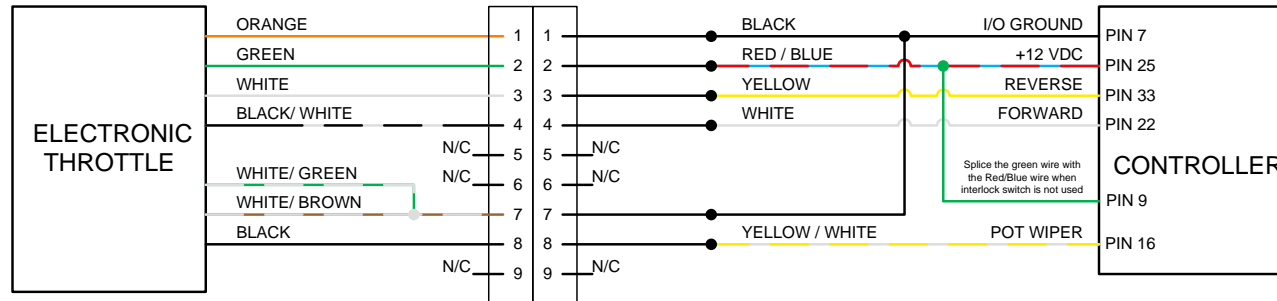 ORANGE
1
1
BLACK
I/O GROUND
PIN 7
GREEN
2
2
RED / BLUE
+12 VDC
PIN 25
WHITE
3
3
YELLOW
REVERSE
PIN 33
BLACK/ WHITE
4
4
WHITE
FORWARD
PIN 22
ELECTRONIC
THROTTLE
N/C
5
5
N/C
N/C
6
6
N/C
Splice the green wire with
the Red/Blue wire when
interlock switch is not used
CONTROLLER
WHITE/ GREEN
PIN 9
WHITE/ BROWN
7
7
BLACK
8
8
YELLOW / WHITE
POT WIPER
PIN 16
N/C
9
9
N/C